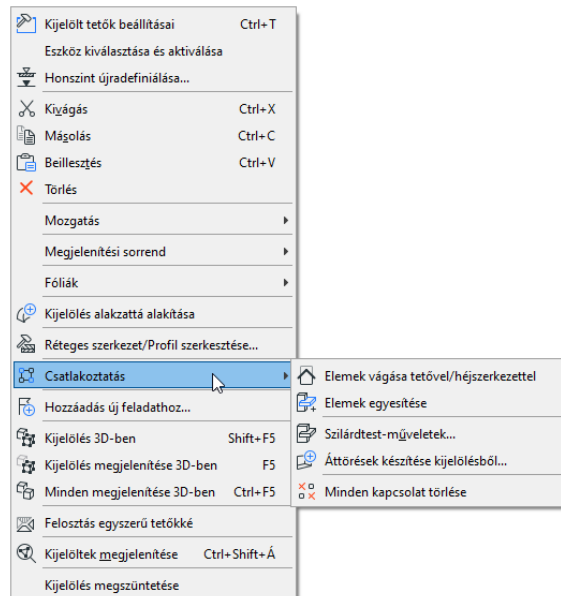 Kijelölt tetők beállításai Ctrl+T
Eszköz kiválasztása és aktiválása
Honszint újradefiniálása...
Kivágás Ctrl+X
Másolás Ctrl+C
Beillesztés Ctrl+V
Törlés
Mozgatás
Megjelenítési sorrend
Fóliák
Kijelölés alakzattá alakítása
Réteges szerkezet/Profil szerkesztése...
Csatlakoztatás
Elemek vágása tetővel/héjszerkezettel
Elemek egyesítése
Szilárdtest-műveletek...
Áttörések készítése kijelölésből...
Minden kapcsolat törlése
Hozzáadás új feladathoz...
Kijelölés 3D-ben Shift+F5
Kijelölés megjelenítése 3D-ben F5
Minden megjelenítése 3D-ben Ctrl+F5
Felosztás egyszerű tetőkké
Kijelöltek megjelenítése Ctrl+Shift+Á
Kijelölés megszüntetése